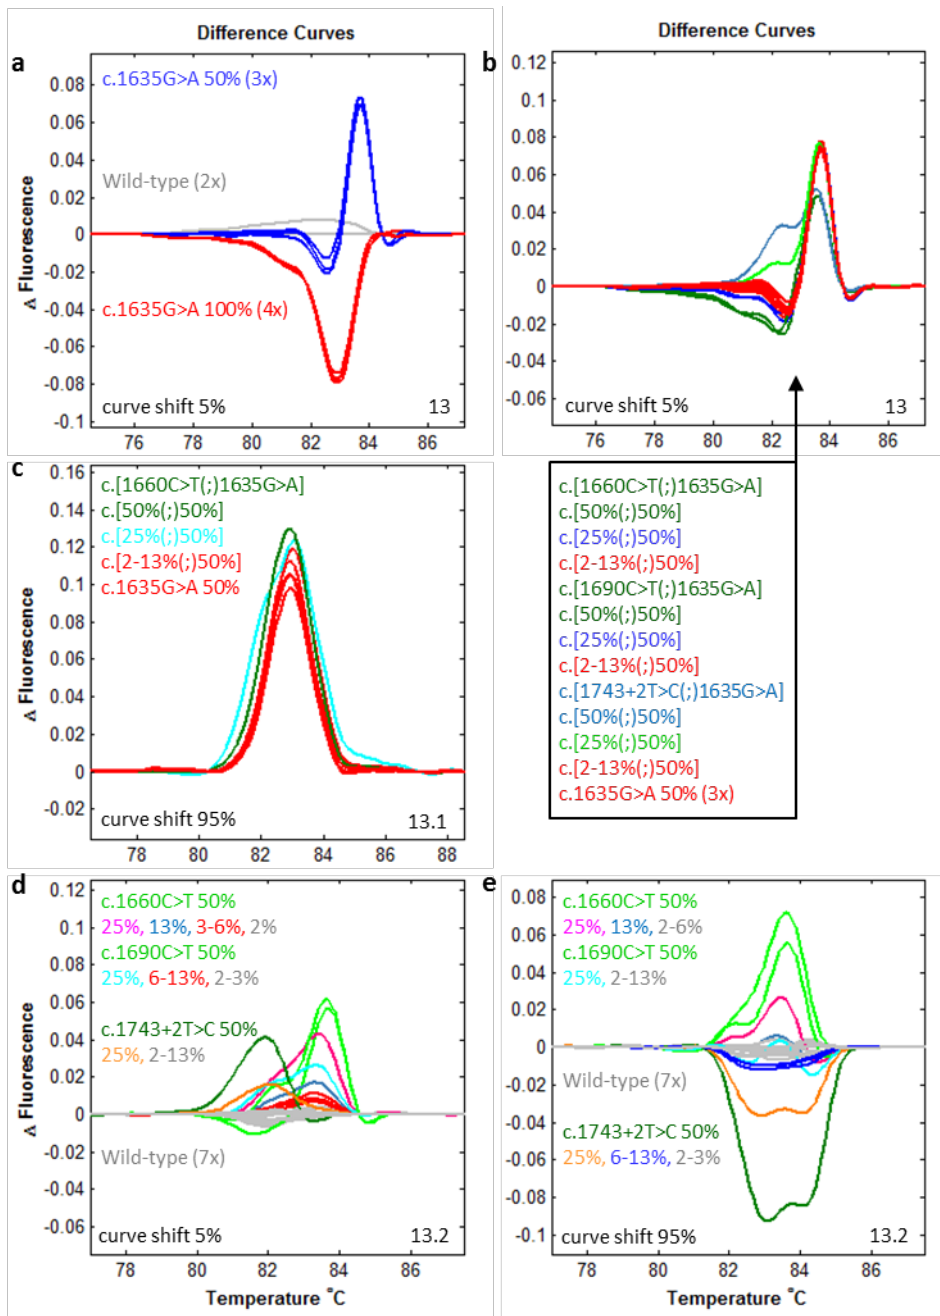 Difference Curves
a
c.1635G>A 50% (3x)
Wild-type (2x)
c.1635G>A 100% (4x)
curve shift 5%
13
Δ Fluorescence
0.08
0.06
0.04
0.02
0
-0.02
-0.04
-0.06
-0.08
-0.1
76 78 80 82 84 86
Difference Curves
b
0.12
0.1
0.08
0.06
0.04
0.02
0
-0.02
-0.04
-0.06
curve shift 5%
13
76 78 80 82 84 86
c
0.16
0.14
0.12
0.1
0.08
0.06
0.04
0.02
0
-0.02
Δ Fluorescence
c.[1660C>T(;)1635G>A]
c.[50%(;)50%]
c.[25%(;)50%]
c.[2-13%(;)50%]
c.1635G>A 50%
curve shift 95%
13.1
78 80 82 84 86 88
c.[1660C>T(;)1635G>A]
c.[50%(;)50%]
c.[25%(;)50%]
c.[2-13%(;)50%]
c.[1690C>T(;)1635G>A]
c.[50%(;)50%]
c.[25%(;)50%]
c.[2-13%(;)50%]
c.[1743+2T>C(;)1635G>A]
c.[50%(;)50%]
c.[25%(;)50%]
c.[2-13%(;)50%]
c.1635G>A 50% (3x)
d
0.12
0.1
0.08
0.06
0.04
0.02
0
-0.02
-0.04
-0.06
Δ Fluorescence
c.1660C>T 50%
25%, 13%, 3-6%, 2%
c.1690C>T 50%
25%, 6-13%, 2-3%
c.1743+2T>C 50%
25%, 2-13%
Wild-type (7x)
curve shift 5%
13.2
78 80 82 84 86
Temperature °C
e
0.08
0.06
0.04
0.02
0
-0.02
-0.04
-0.06
-0.08
-0.1
c.1660C>T 50%
25%, 13%, 2-6%
c.1690C>T 50%
25%, 2-13%
Wild-type (7x)
c.1743+2T>C 50%
25%, 6-13%, 2-3%
curve shift 95%
13.2
78 80 82 84 86
Temperature °C